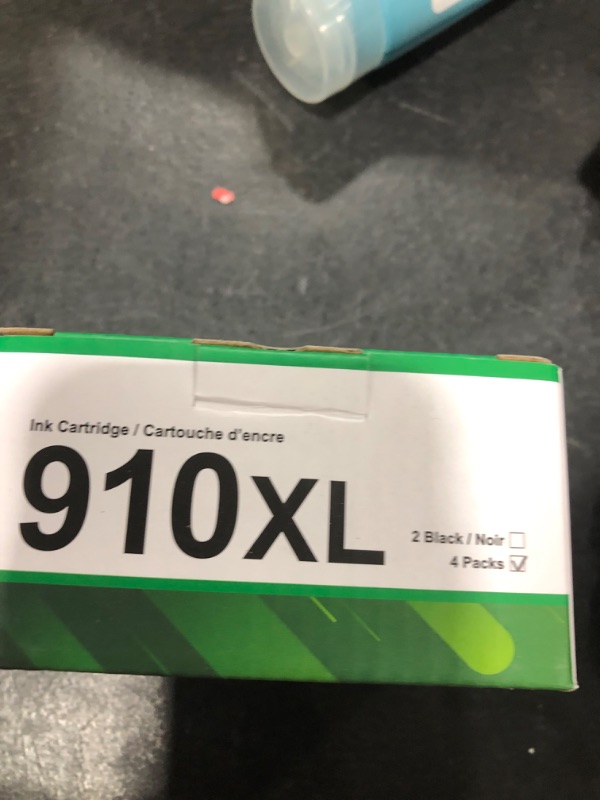 Ink Cartridge / Cartouche d'encre
910XL
2 Black / Noir
4 Packs